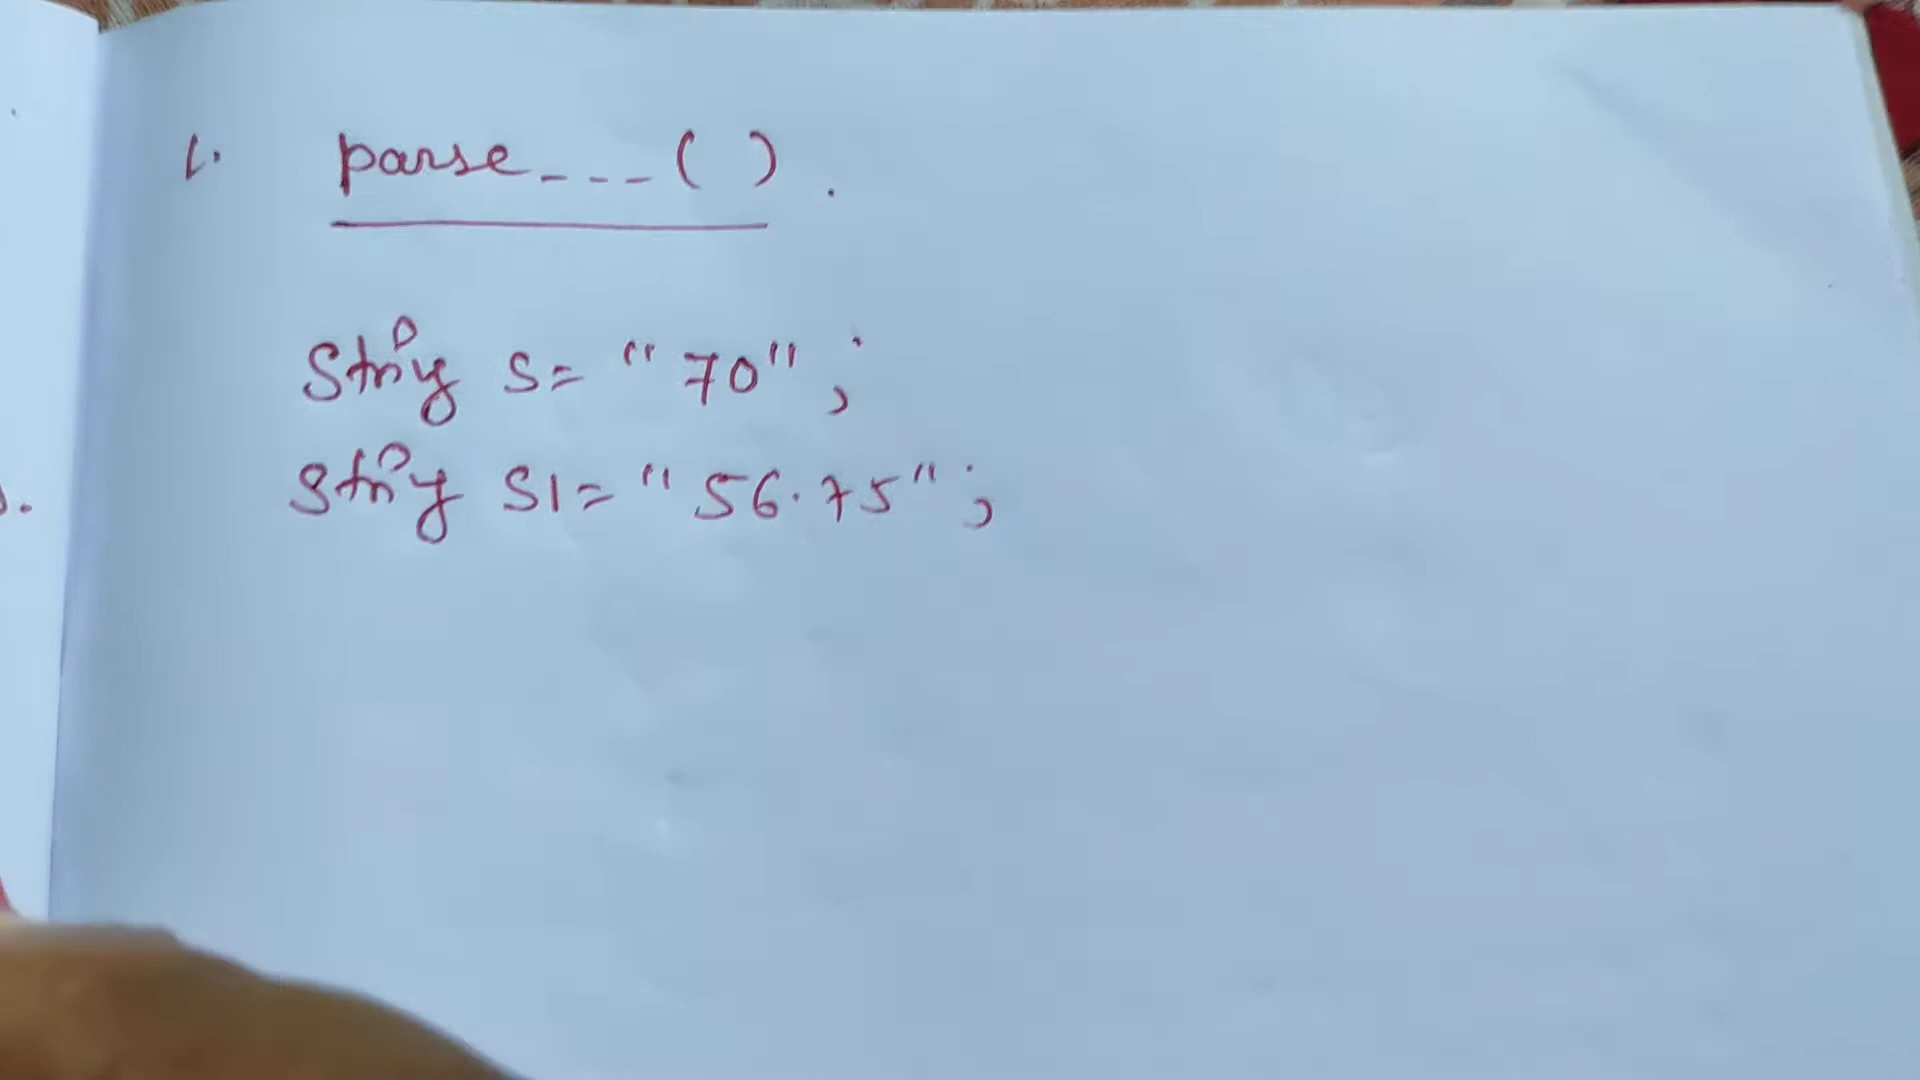 1. parse---( ).
String s= "70";
String s1= "56.75";